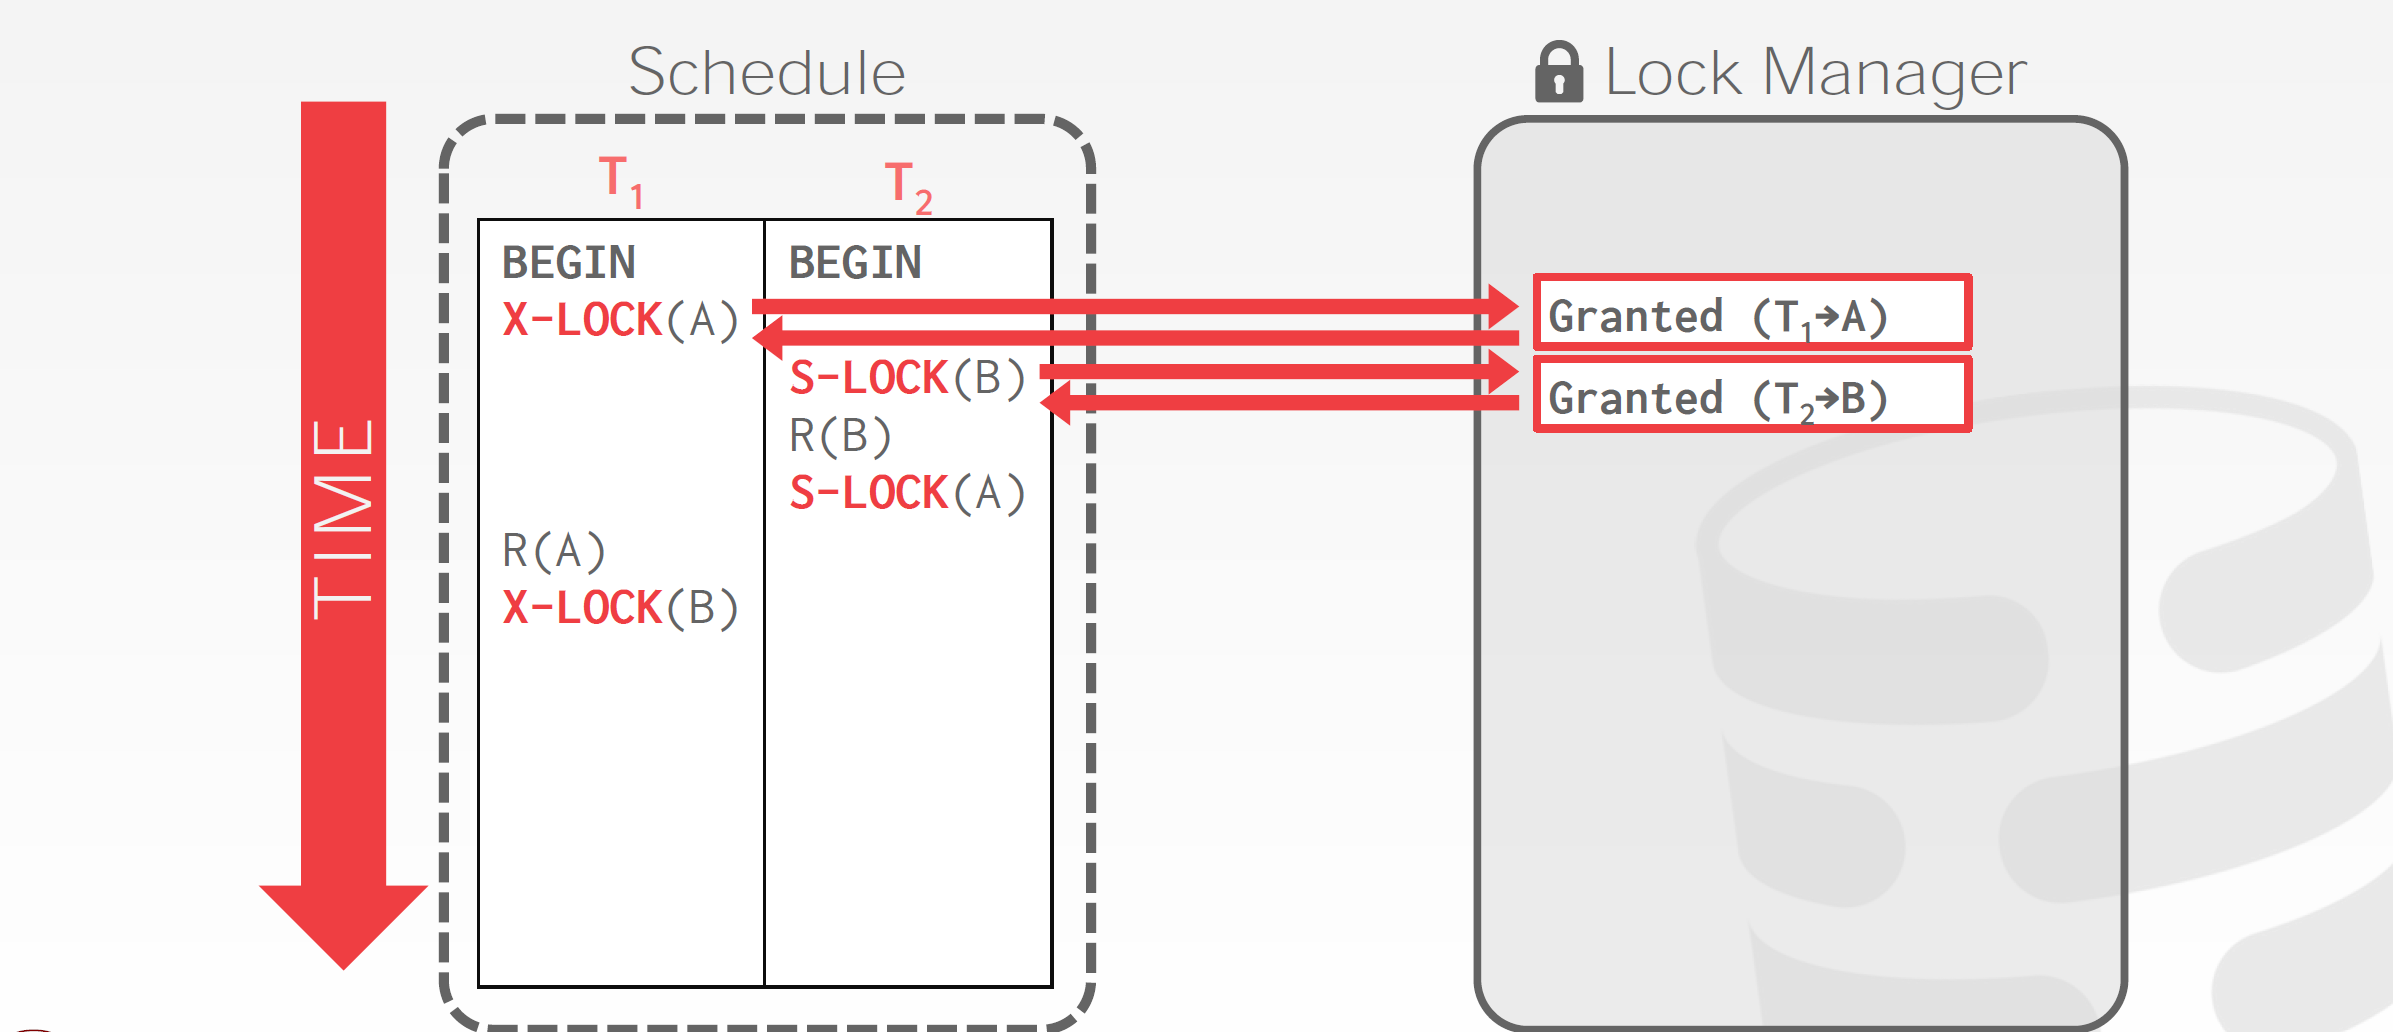 Schedule
Lock Manager
TIME
T1
T2
BEGIN
BEGIN
X-LOCK(A)
Granted (T1→A)
S-LOCK(B)
Granted (T2→B)
R(B)
S-LOCK(A)
R(A)
X-LOCK(B)